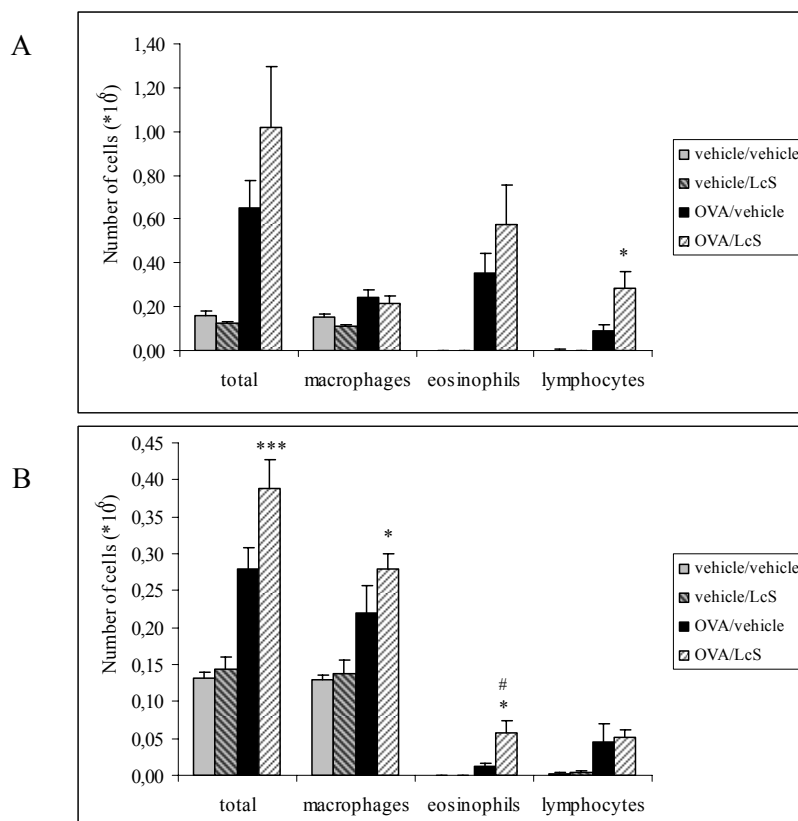 A
Number of cells (*10⁶)
1,40
1,20
1,00
0,80
0,60
0,40
0,20
0,00
*
total macrophages eosinophils lymphocytes
vehicle/vehicle
vehicle/LcS
OVA/vehicle
OVA/LcS
B
Number of cells (*10⁶)
0,45
0,40
0,35
0,30
0,25
0,20
0,15
0,10
0,05
0,00
***
*
#
*
total macrophages eosinophils lymphocytes
vehicle/vehicle
vehicle/LcS
OVA/vehicle
OVA/LcS